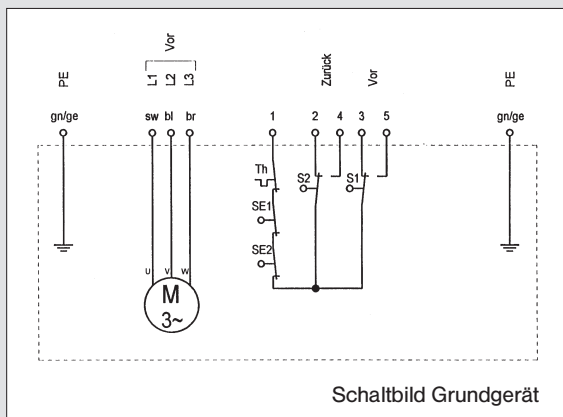 Vor
PE L1 L2 L3 Zurück Vor PE
gn/ge sw bl br 1 2 4 3 5 gn/ge
Th
S2 S1
SE1
SE2
u v w
M
3~
Schaltbild Grundgerät